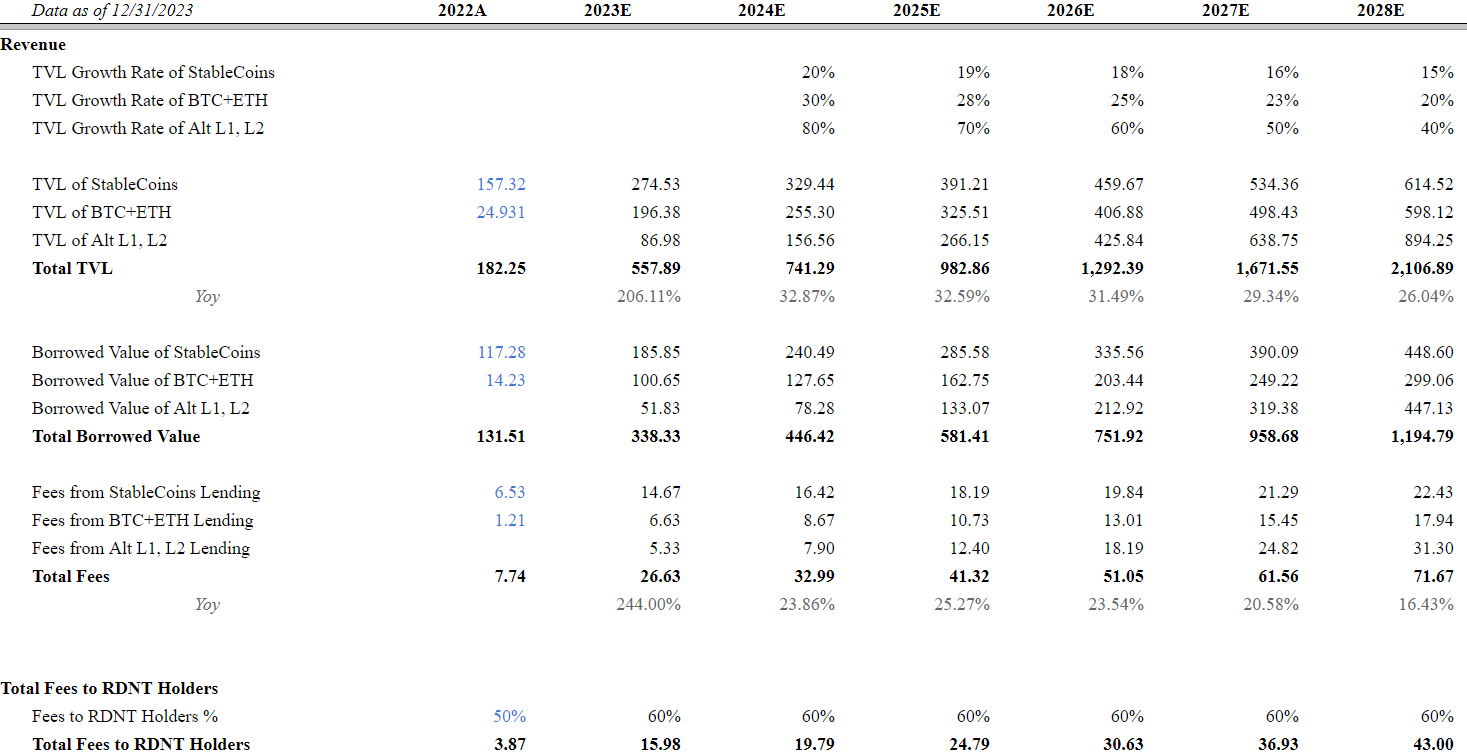 Data as of 12/31/2023 2022A 2023E 2024E 2025E 2026E 2027E 2028E
Revenue
TVL Growth Rate of StableCoins 20% 19% 18% 16% 15%
TVL Growth Rate of BTC+ETH 30% 28% 25% 23% 20%
TVL Growth Rate of Alt L1, L2 80% 70% 60% 50% 40%
TVL of StableCoins 157.32 274.53 329.44 391.21 459.67 534.36 614.52
TVL of BTC+ETH 24.931 196.38 255.30 325.51 406.88 498.43 598.12
TVL of Alt L1, L2 86.98 156.56 266.15 425.84 638.75 894.25
Total TVL 182.25 557.89 741.29 982.86 1,292.39 1,671.55 2,106.89
Yoy 206.11% 32.87% 32.59% 31.49% 29.34% 26.04%
Borrowed Value of StableCoins 117.28 185.85 240.49 285.58 335.56 390.09 448.60
Borrowed Value of BTC+ETH 14.23 100.65 127.65 162.75 203.44 249.22 299.06
Borrowed Value of Alt L1, L2 51.83 78.28 133.07 212.92 319.38 447.13
Total Borrowed Value 131.51 338.33 446.42 581.41 751.92 958.68 1,194.79
Fees from StableCoins Lending 6.53 14.67 16.42 18.19 19.84 21.29 22.43
Fees from BTC+ETH Lending 1.21 6.63 8.67 10.73 13.01 15.45 17.94
Fees from Alt L1, L2 Lending 5.33 7.90 12.40 18.19 24.82 31.30
Total Fees 7.74 26.63 32.99 41.32 51.05 61.56 71.67
Yoy 244.00% 23.86% 25.27% 23.54% 20.58% 16.43%
Total Fees to RDNT Holders
Fees to RDNT Holders % 50% 60% 60% 60% 60% 60% 60%
Total Fees to RDNT Holders 3.87 15.98 19.79 24.79 30.63 36.93 43.00